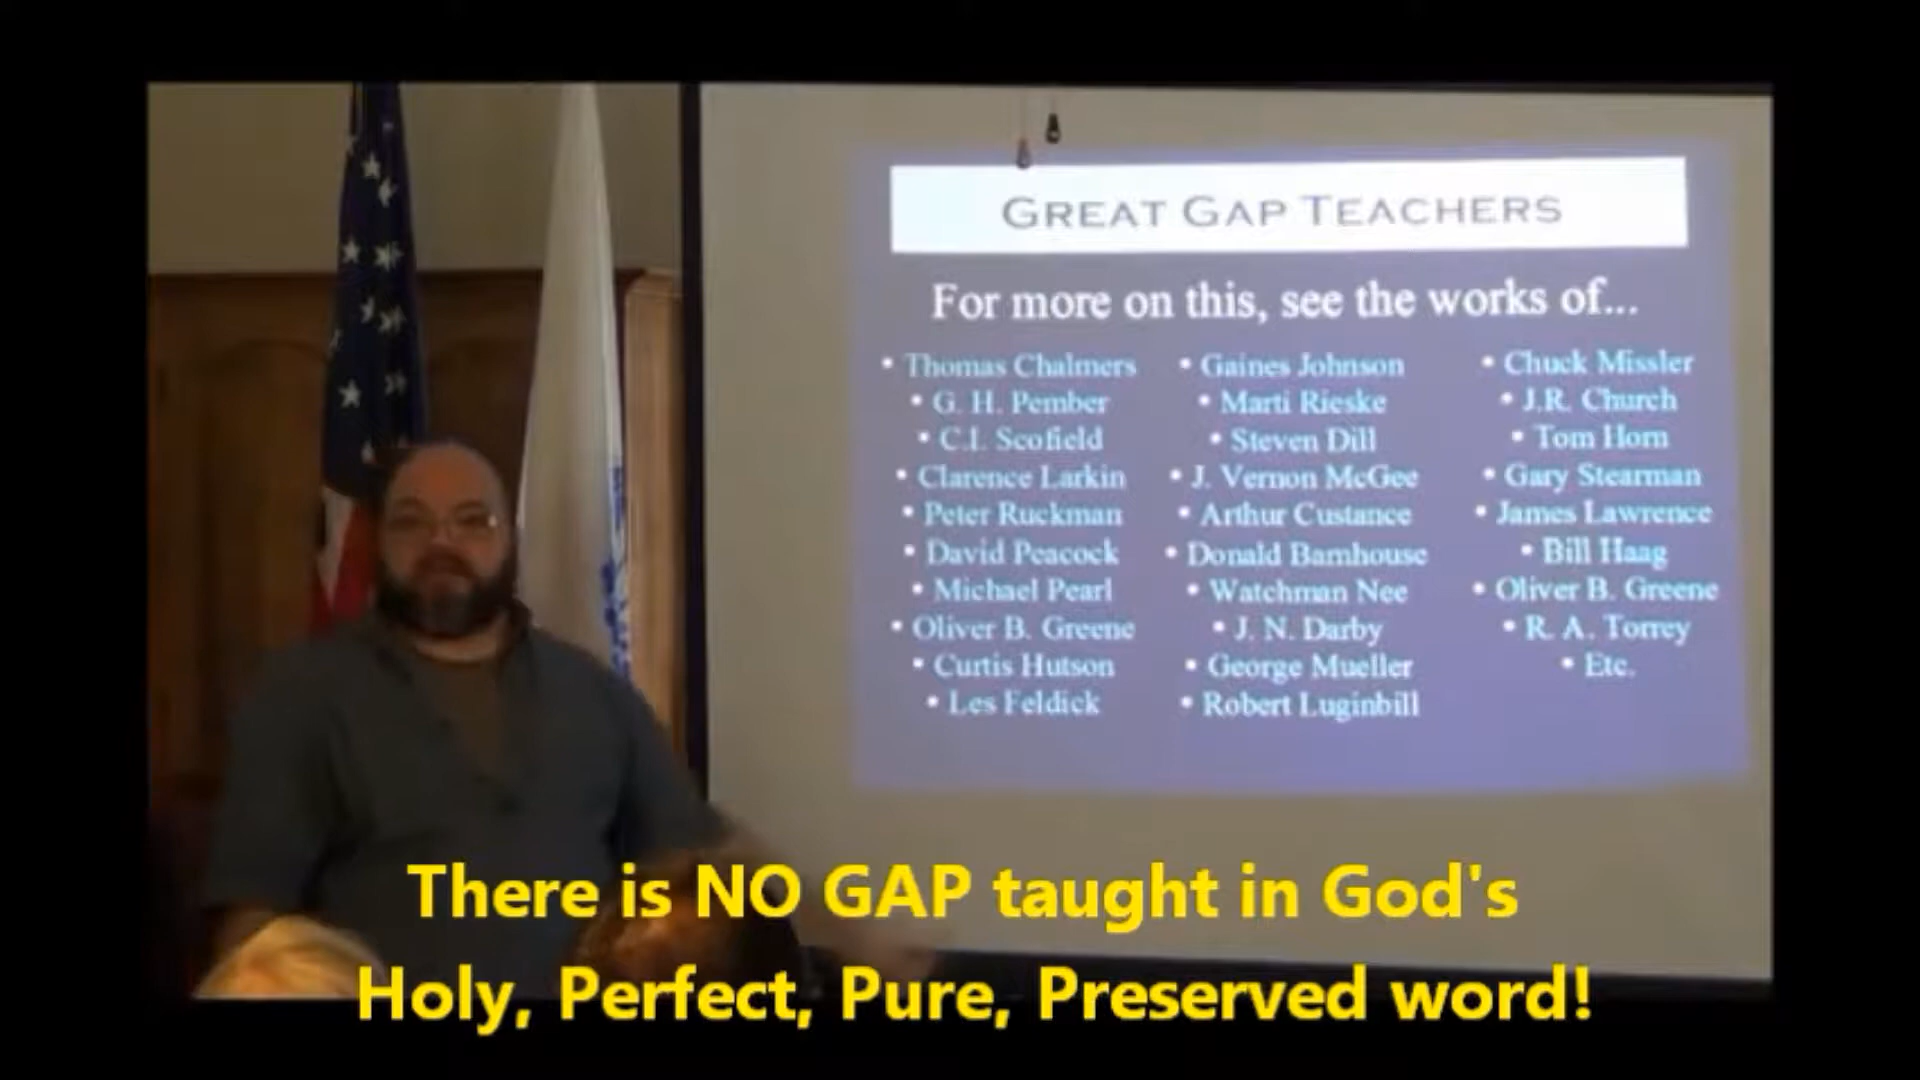 GREAT GAP TEACHERS
For more on this, see the works of...
• Thomas Chalmers
• G. H. Pember
• C.I. Scofield
• Clarence Larkin
• Peter Ruckman
• David Peacock
• Michael Pearl
• Oliver B. Greene
• Curtis Hutson
• Les Feldick
• Gaines Johnson
• Marti Rieske
• Steven Dill
• J. Vernon McGee
• Arthur Custance
• Donald Barnhouse
• Watchman Nee
• J. N. Darby
• George Mueller
• Robert Luginbill
• Chuck Missler
• J.R. Church
• Tom Horn
• Gary Stearman
• James Lawrence
• Bill Haag
• Oliver B. Greene
• R. A. Torrey
• Etc.
There is NO GAP taught in God's
Holy, Perfect, Pure, Preserved word!